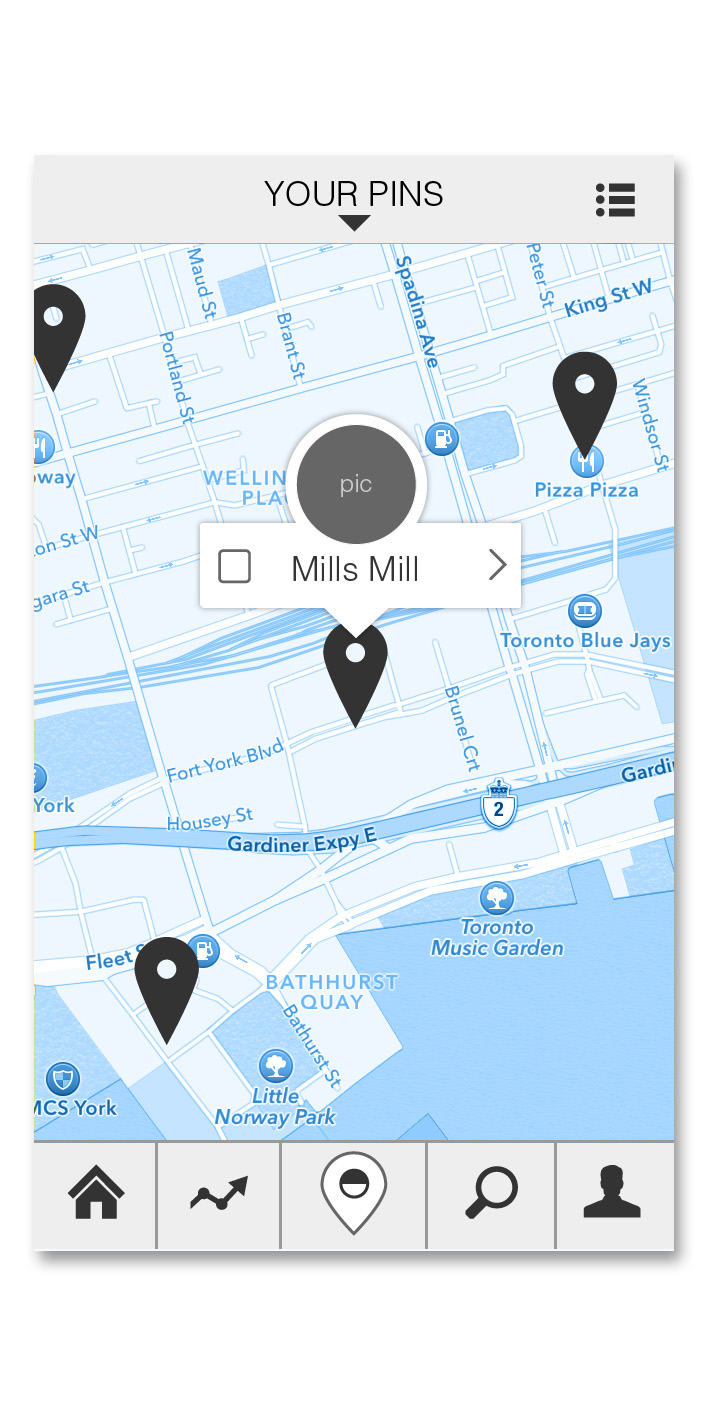 YOUR PINS
Maud St
Brant St
Portland St
Spadina Ave
Peter St
King St W
Windsor St
Pizza Pizza
way
WELLIN
PLA
pic
on St W
gara St
Mills Mill
Toronto Blue Jays
Brunel Crt
Fort York Blvd
York
Housey St
Gardiner Expy E
Gardi
2
Toronto
Music Garden
Fleet S
BATHHURST
QUAY
Bathurst St
Little
Norway Park
MCS York